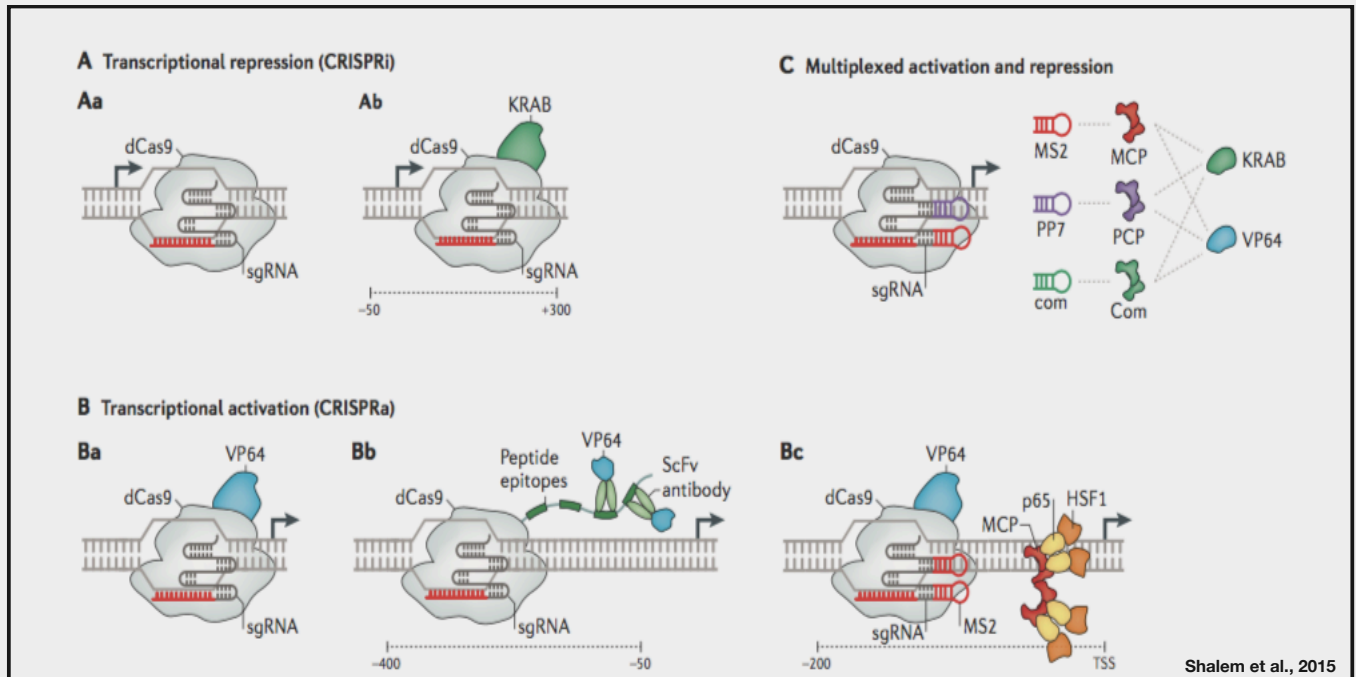 A Transcriptional repression (CRISPRi)
Aa
dCas9
sgRNA
Ab
KRAB
dCas9
sgRNA
–50
+300
C Multiplexed activation and repression
dCas9
sgRNA
MS2
MCP
KRAB
PP7
PCP
VP64
com
Com
B Transcriptional activation (CRISPRa)
Ba
VP64
dCas9
sgRNA
Bb
Peptide
epitopes
VP64
ScFv
antibody
dCas9
sgRNA
–400
–50
Bc
VP64
dCas9
p65
HSF1
MCP
sgRNA
MS2
–200
TSS
Shalem et al., 2015